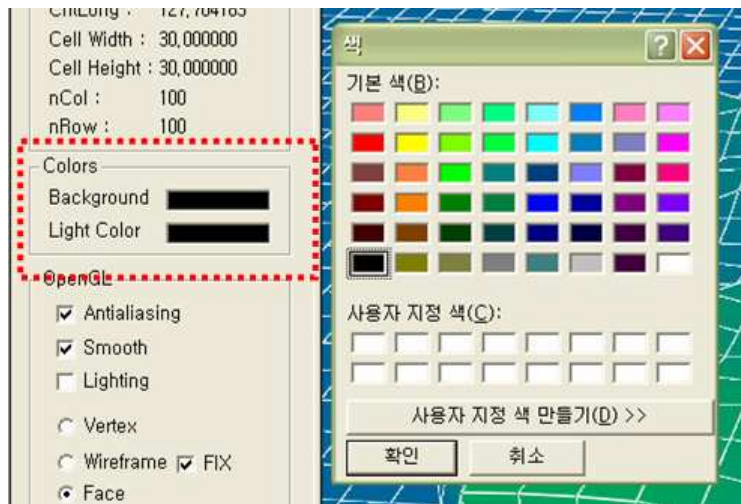 CntLong : 127,704163
Cell Width : 30,000000
Cell Height : 30,000000
nCol : 100
nRow : 100
Colors
Background
Light Color
OpenGL
Antialiasing
Smooth
Lighting
Vertex
Wireframe FIX
Face
색
기본 색(B):
사용자 지정 색(C):
사용자 지정 색 만들기(D) >>
확인 취소